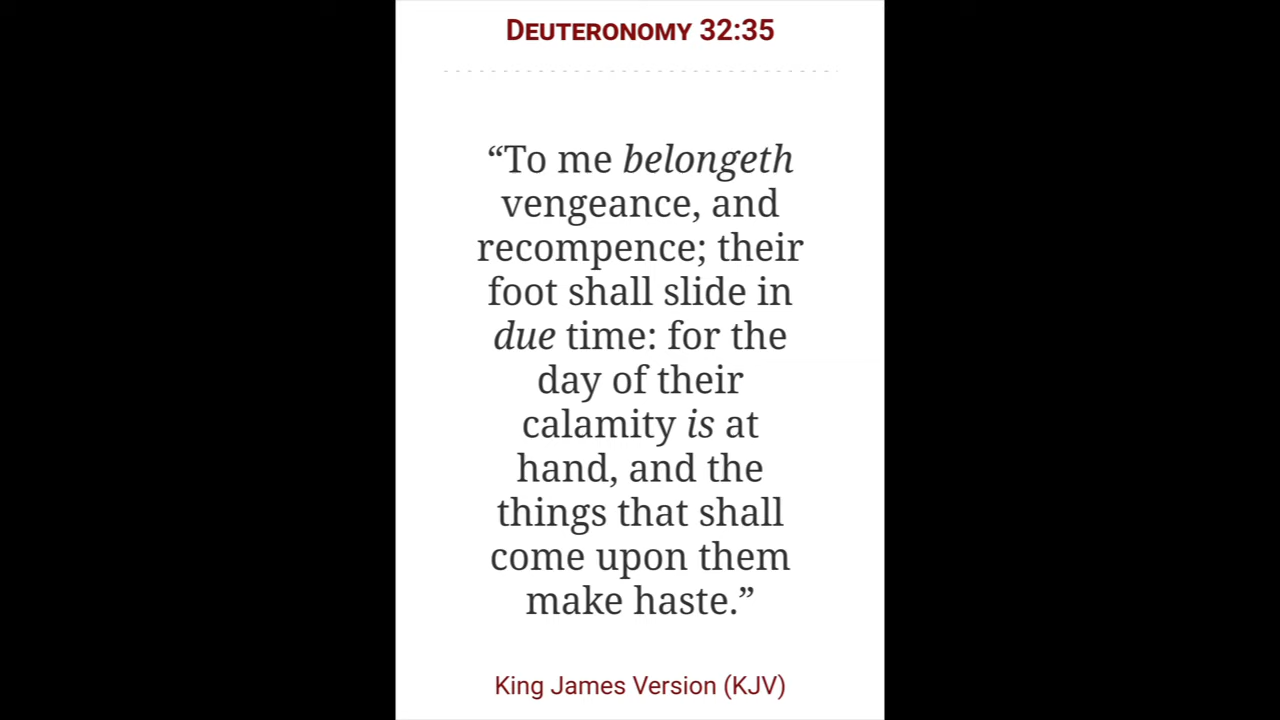 DEUTERONOMY 32:35
“To me belongeth
vengeance, and
recompence; their
foot shall slide in
due time: for the
day of their
calamity is at
hand, and the
things that shall
come upon them
make haste.”
King James Version (KJV)